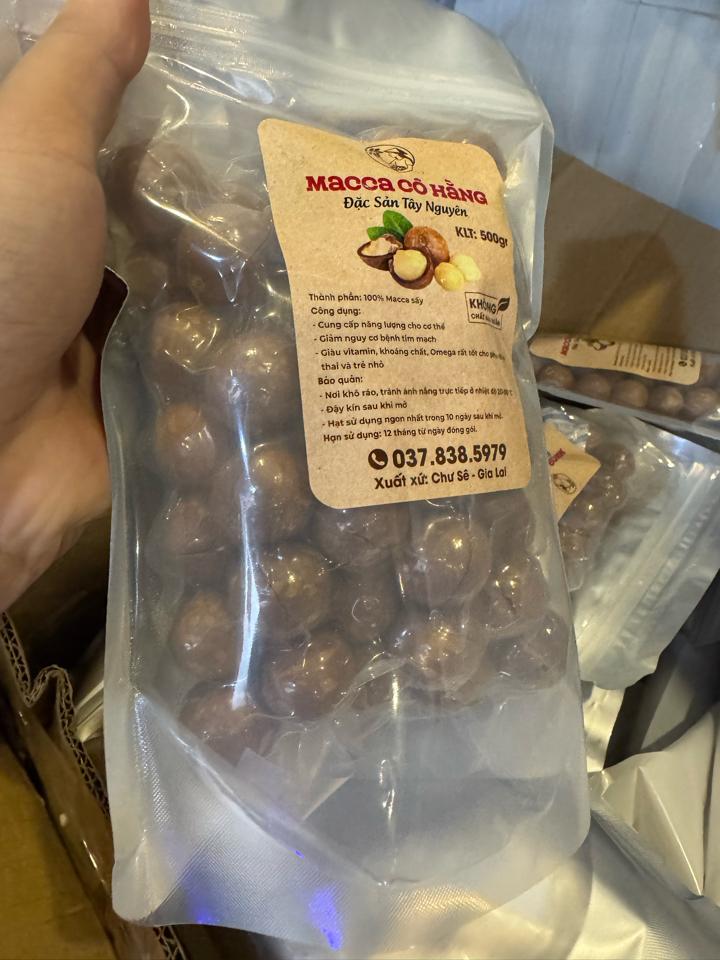 MACCA CÔ HẰNG
Đặc Sản Tây Nguyên
KLT: 500gr
Thành phần: 100% Macca sấy
KHÔNG
CHẤT
Công dụng:
- Cung cấp năng lượng cho cơ thể
- Giảm nguy cơ bệnh tim mạch
- Giàu vitamin, khoáng chất, Omega rất tốt cho
thai và trẻ nhỏ
Bảo quản:
- Nơi khô ráo, tránh ánh nắng trực tiếp ở nhiệt độ
- Đậy kín sau khi mở
- Hạt sử dụng ngon nhất trong 10 ngày sau khi mở.
Hạn sử dụng: 12 tháng từ ngày đóng gói.
037.838.5979
Xuất xứ: Chư Sê - Gia Lai
MACCA